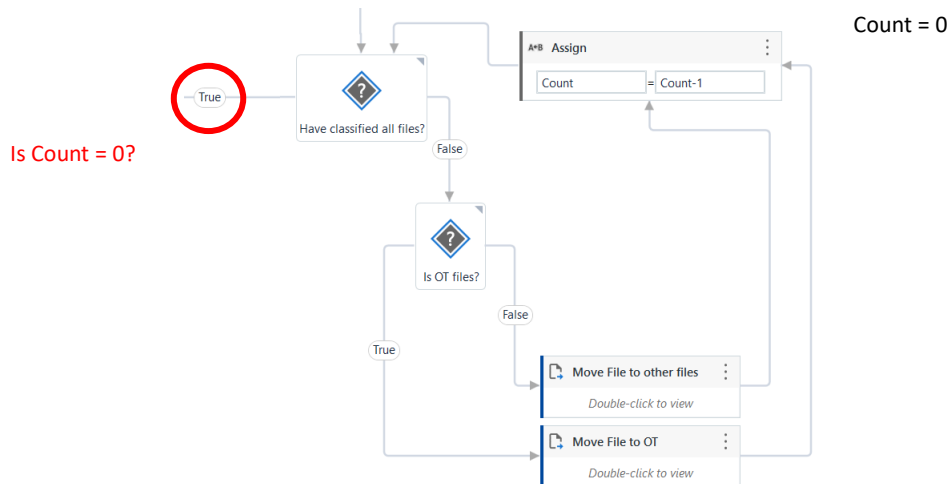 Count = 0
A*B Assign
Count = Count-1
True
Have classified all files?
Is Count = 0?
False
Is OT files?
False
True
Move File to other files
Double-click to view
Move File to OT
Double-click to view